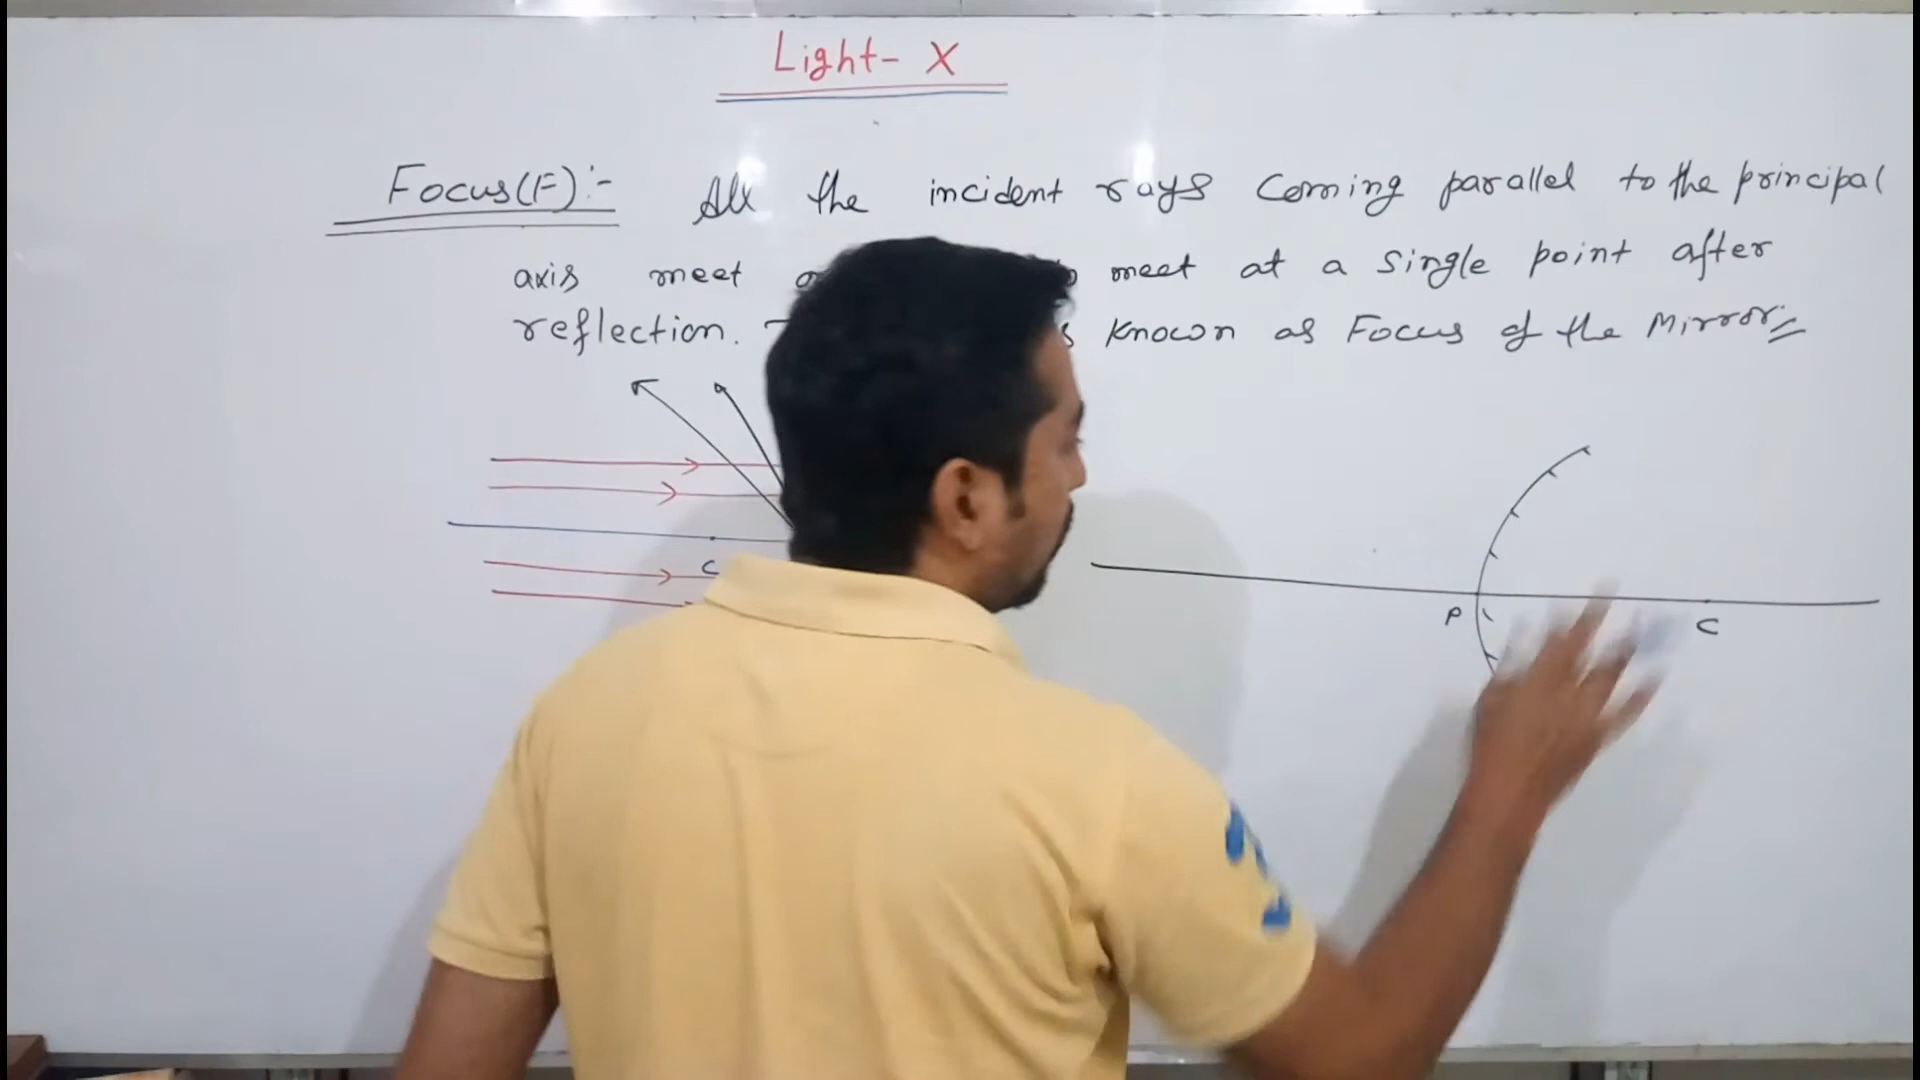 Light- X
Focus(F):- All the incident rays coming parallel to the principal
axis meet meet at a single point after
reflection. known as Focus of the Mirror
C
P
C